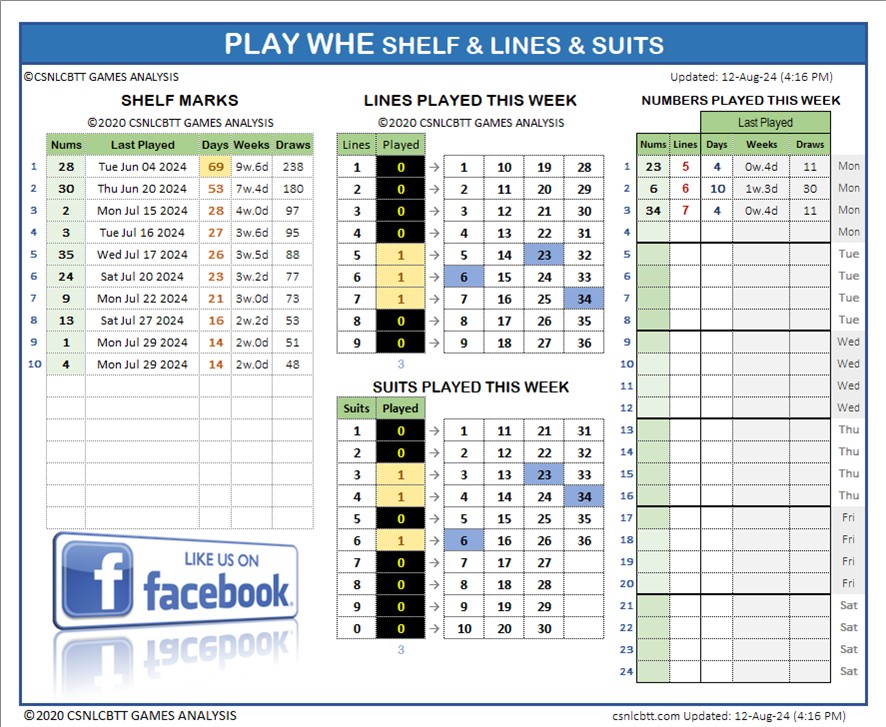 PLAY WHE SHELF & LINES & SUITS
©CSNLCBTT GAMES ANALYSIS
Updated: 12-Aug-24 (4:16 PM)
SHELF MARKS
©2020 CSNLCBTT GAMES ANALYSIS
Nums Last Played Days Weeks Draws
1 28 Tue Jun 04 2024 69 9w.6d 238
2 30 Thu Jun 20 2024 53 7w.4d 180
3 2 Mon Jul 15 2024 28 4w.0d 97
4 3 Tue Jul 16 2024 27 3w.6d 95
5 35 Wed Jul 17 2024 26 3w.5d 88
6 24 Sat Jul 20 2024 23 3w.2d 77
7 9 Mon Jul 22 2024 21 3w.0d 73
8 13 Sat Jul 27 2024 16 2w.2d 53
9 1 Mon Jul 29 2024 14 2w.0d 51
10 4 Mon Jul 29 2024 14 2w.0d 48
LIKE US ON
facebook.
LINES PLAYED THIS WEEK
©2020 CSNLCBTT GAMES ANALYSIS
Lines Played
1 0 → 1 10 19 28
2 0 → 2 11 20 29
3 0 → 3 12 21 30
4 0 → 4 13 22 31
5 1 → 5 14 23 32
6 1 → 6 15 24 33
7 1 → 7 16 25 34
8 0 → 8 17 26 35
9 0 → 9 18 27 36
3
SUITS PLAYED THIS WEEK
Suits Played
1 0 → 1 11 21 31
2 0 → 2 12 22 32
3 1 → 3 13 23 33
4 1 → 4 14 24 34
5 0 → 5 15 25 35
6 1 → 6 16 26 36
7 0 → 7 17 27
8 0 → 8 18 28
9 0 → 9 19 29
0 0 → 10 20 30
3
NUMBERS PLAYED THIS WEEK
Last Played
Nums Lines Days Weeks Draws
1 23 5 4 0w.4d 11 Mon
2 6 6 10 1w.3d 30 Mon
3 34 7 4 0w.4d 11 Mon
4 Mon
5 Tue
6 Tue
7 Tue
8 Tue
9 Wed
10 Wed
11 Wed
12 Wed
13 Thu
14 Thu
15 Thu
16 Thu
17 Fri
18 Fri
19 Fri
20 Fri
21 Sat
22 Sat
23 Sat
24 Sat
©2020 CSNLCBTT GAMES ANALYSIS
csnlcbtt.com Updated: 12-Aug-24 (4:16 PM)